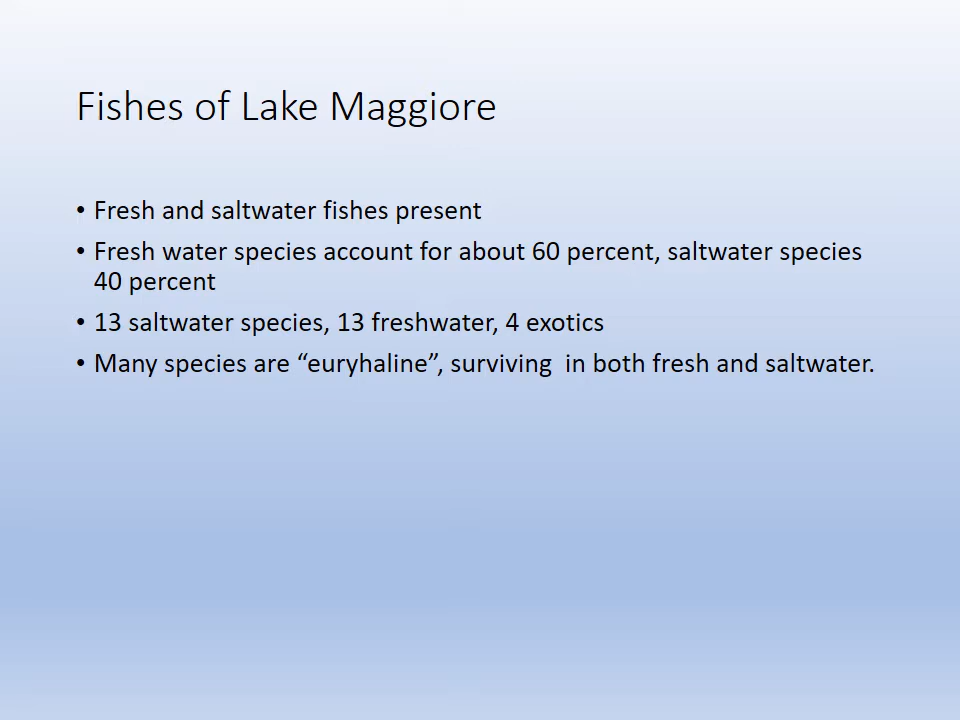 Fishes of Lake Maggiore
• Fresh and saltwater fishes present
• Fresh water species account for about 60 percent, saltwater species
40 percent
• 13 saltwater species, 13 freshwater, 4 exotics
• Many species are “euryhaline”, surviving  in both fresh and saltwater.